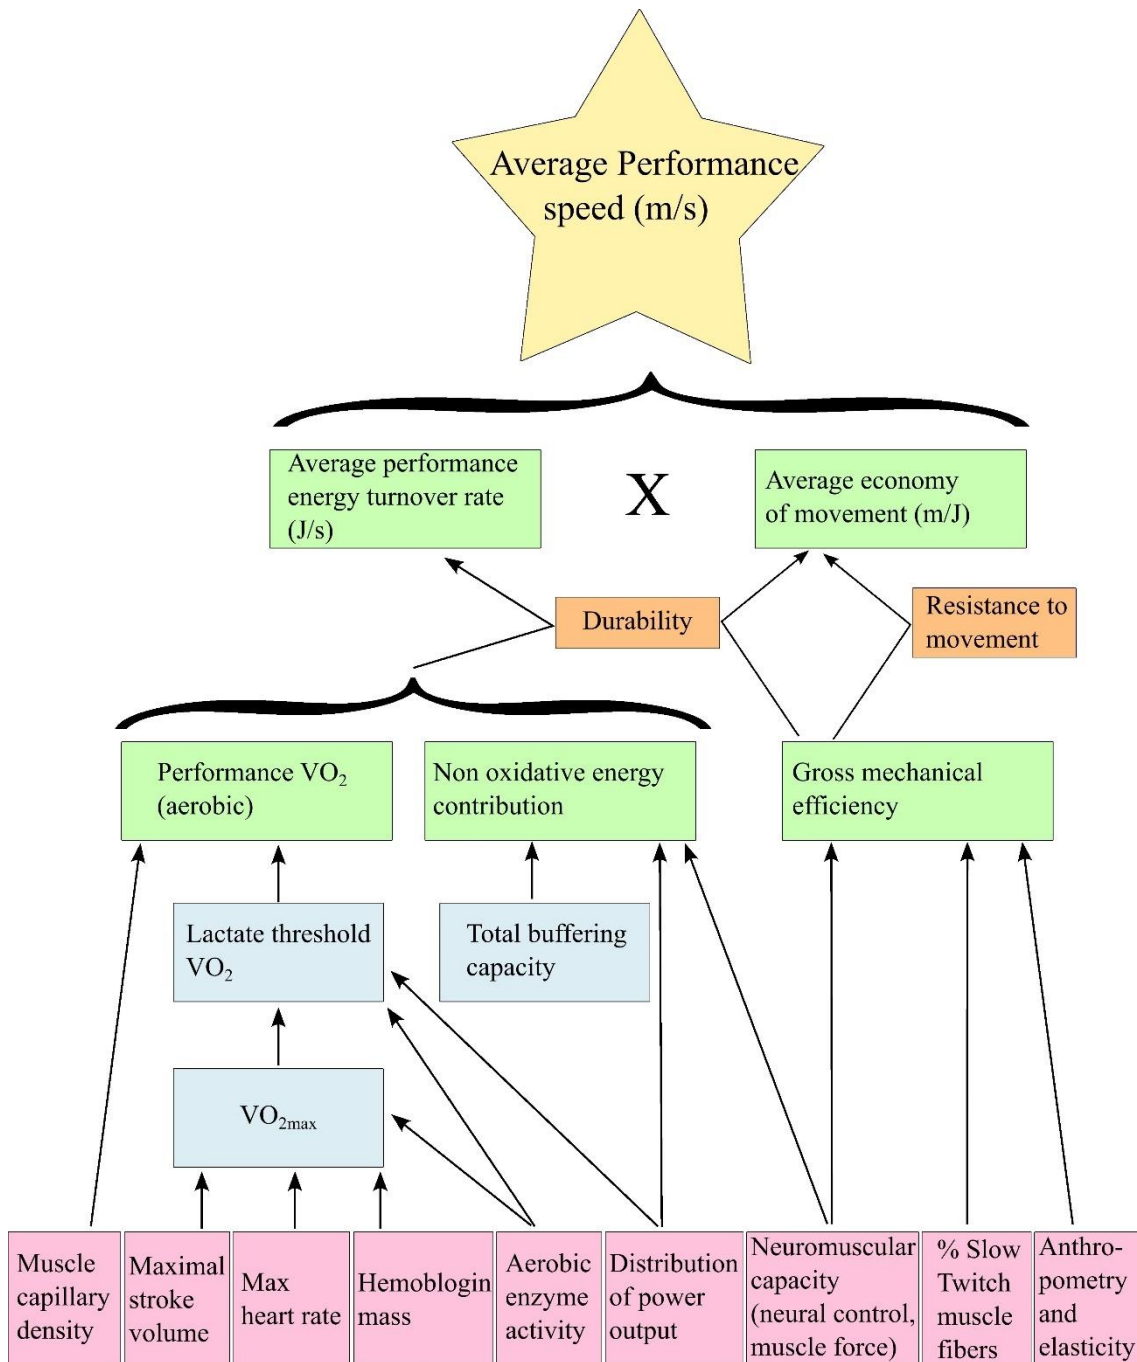 Average Performance
speed (m/s)
Average performance
energy turnover rate
(J/s)
X
Average economy
of movement (m/J)
Durability
Resistance to
movement
Performance VO₂
(aerobic)
Non oxidative energy
contribution
Gross mechanical
efficiency
Lactate threshold
VO₂
Total buffering
capacity
VO₂max
Muscle
capillary
density
Maximal
stroke
volume
Max
heart rate
Hemoblogin
mass
Aerobic
enzyme
activity
Distribution
of power
output
Neuromuscular
capacity
(neural control,
muscle force)
% Slow
Twitch
muscle
fibers
Anthro-
pometry
and
elasticity